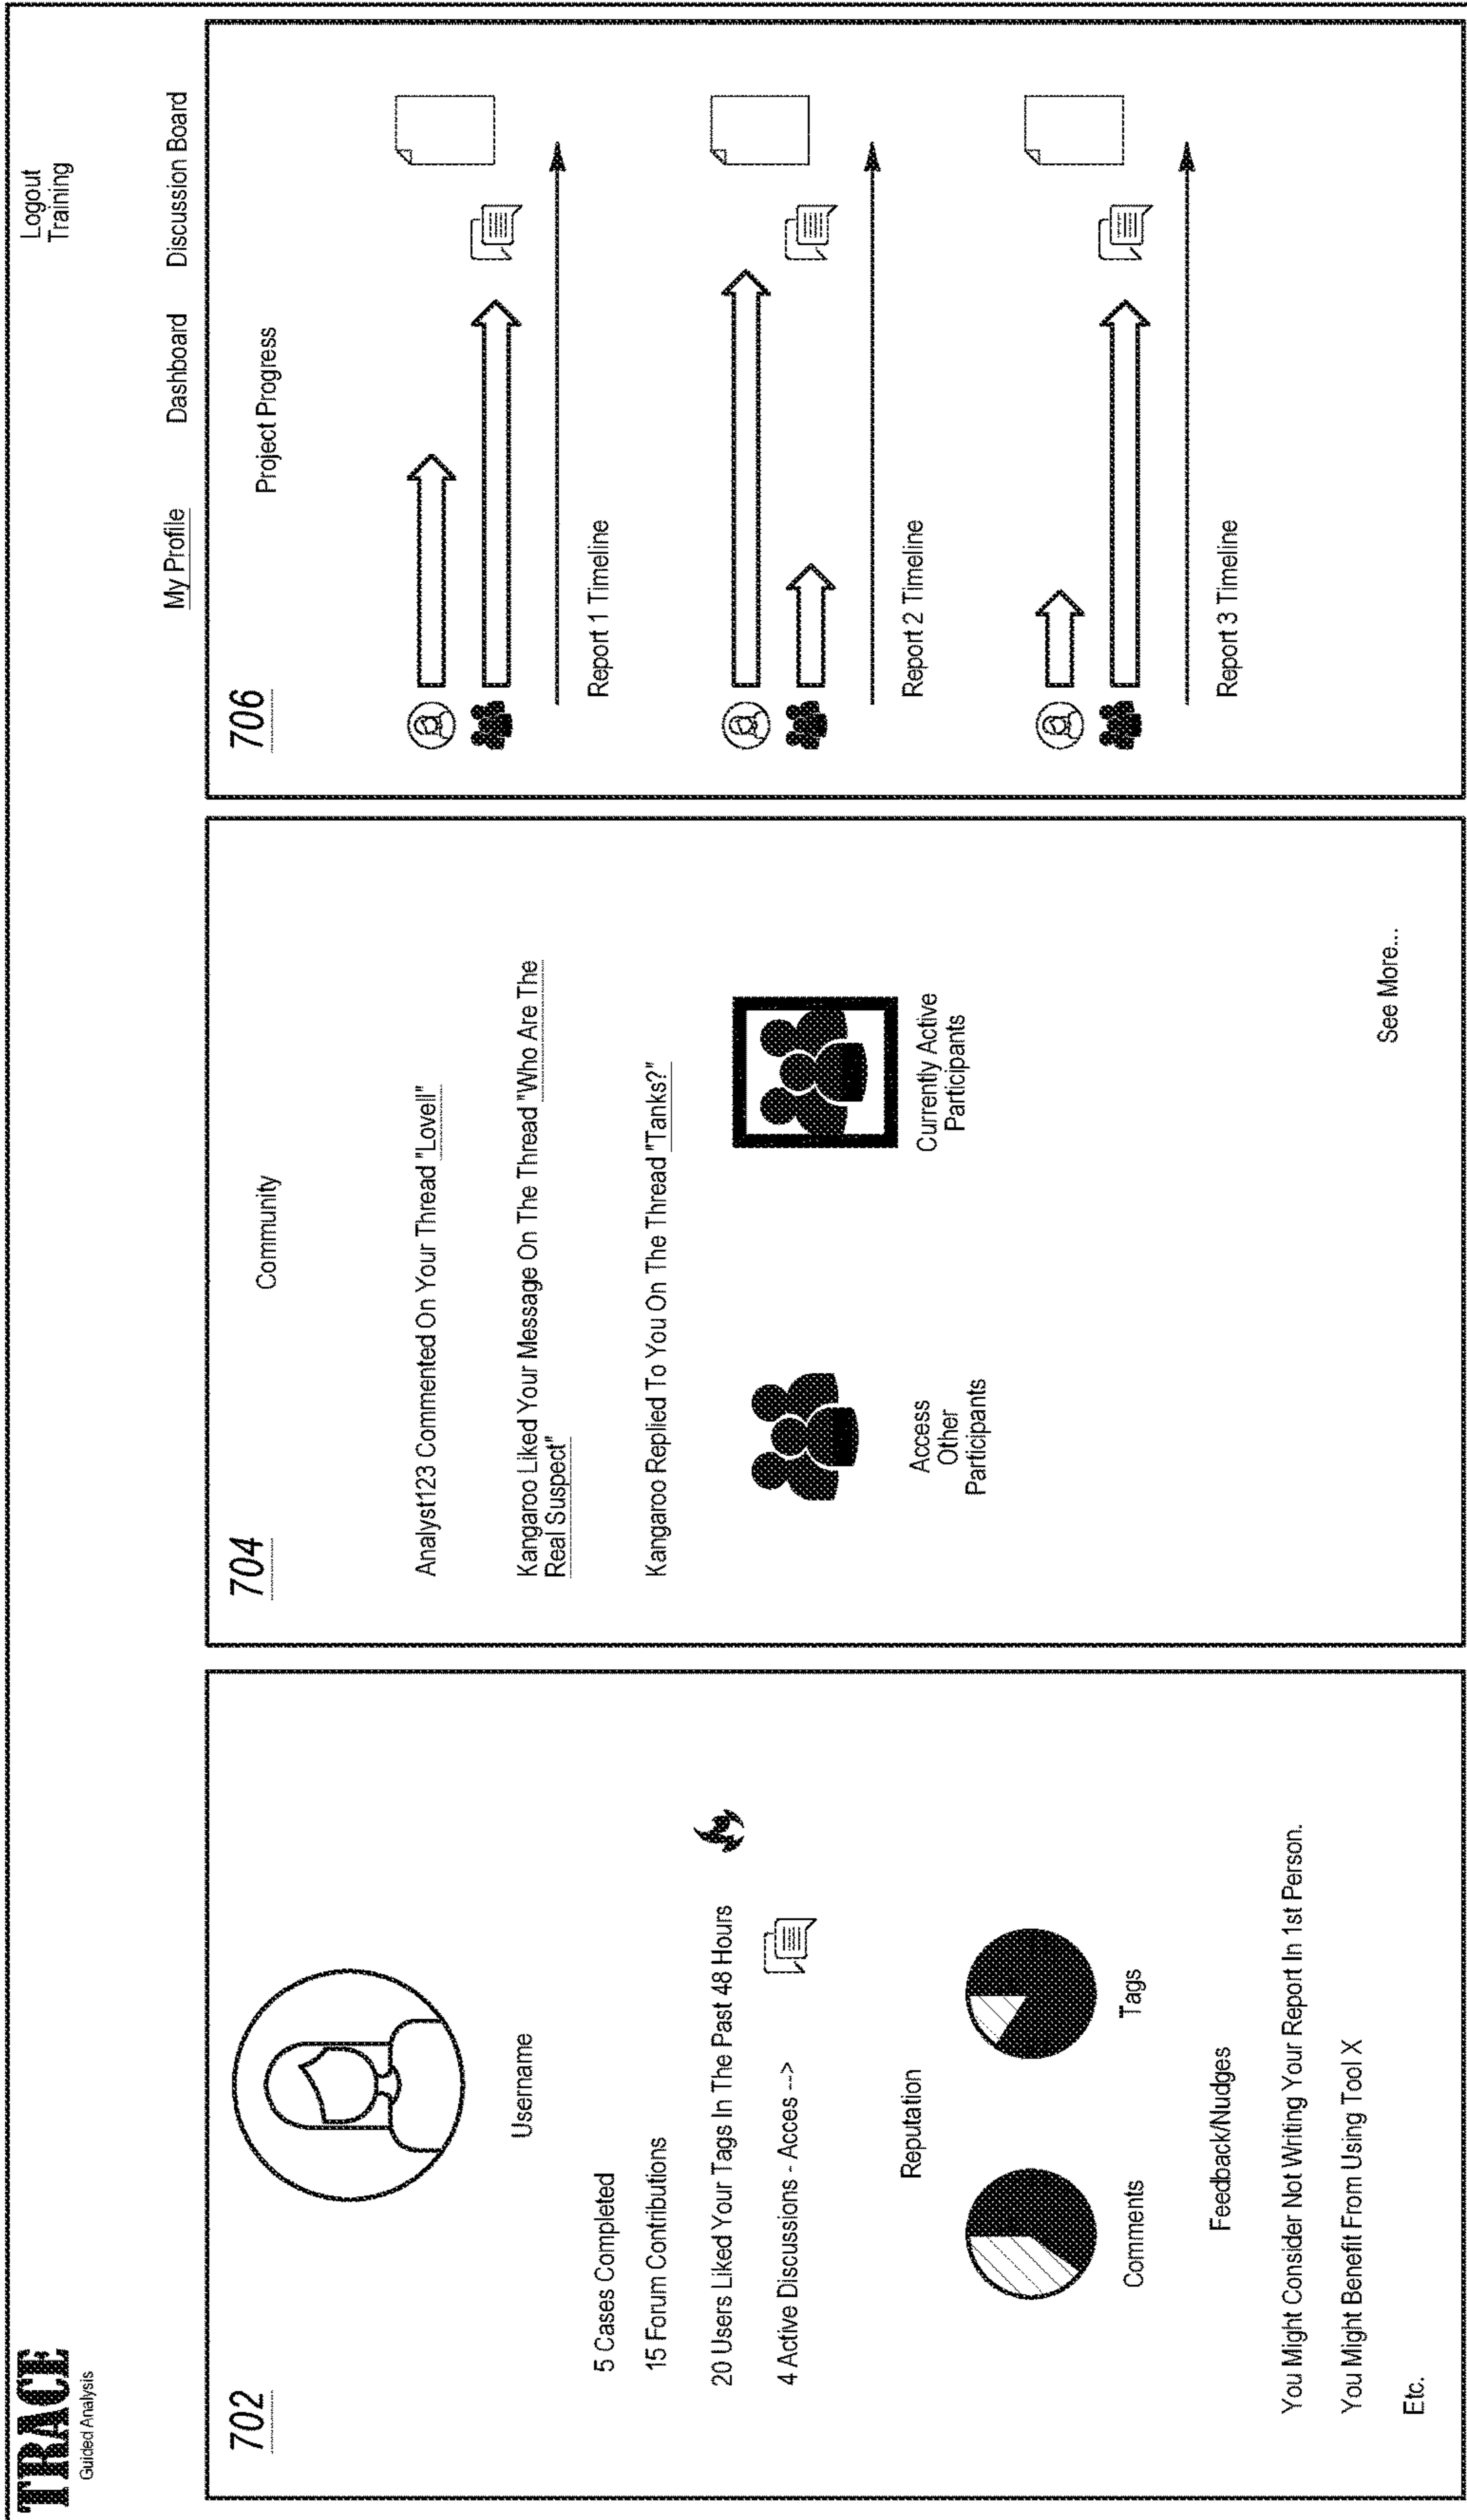 TRACE
Guided Analysis
Logout
Training
My Profile
Dashboard
Discussion Board
702
Username
5 Cases Completed
15 Forum Contributions
20 Users Liked Your Tags In The Past 48 Hours
4 Active Discussions - Acces -->
Reputation
Comments
Tags
Feedback/Nudges
You Might Consider Not Writing Your Report In 1st Person.
You Might Benefit From Using Tool X
Etc.
704
Community
Analyst123 Commented On Your Thread "Lovell"
Kangaroo Liked Your Message On The Thread "Who Are The
Real Suspect"
Kangaroo Replied To You On The Thread "Tanks?"
Access
Other
Participants
Currently Active
Participants
See More...
706
Project Progress
Report 1 Timeline
Report 2 Timeline
Report 3 Timeline